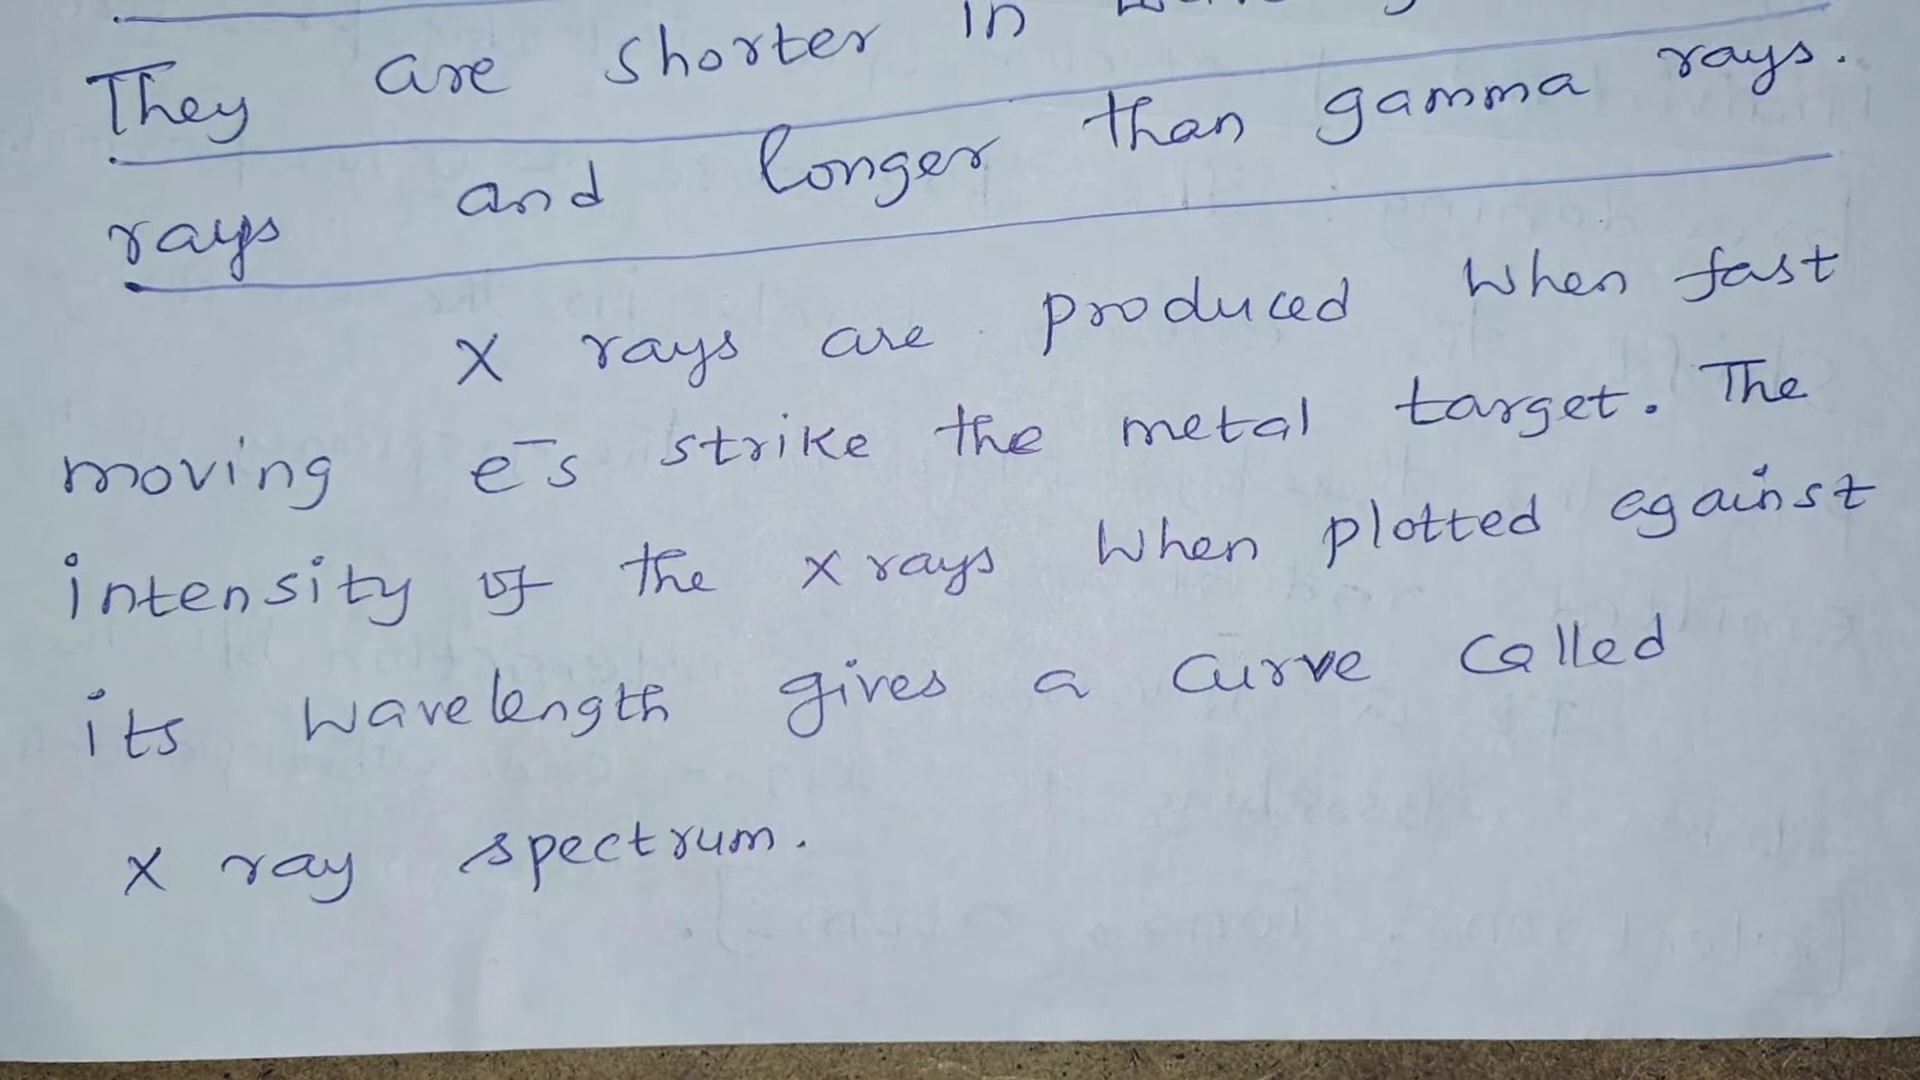 They are shorter in
rays and longer than gamma rays.
X rays are produced when fast
moving e⁻s strike the metal target. The
intensity of the x rays when plotted against
its wavelength gives a curve called
x ray spectrum.